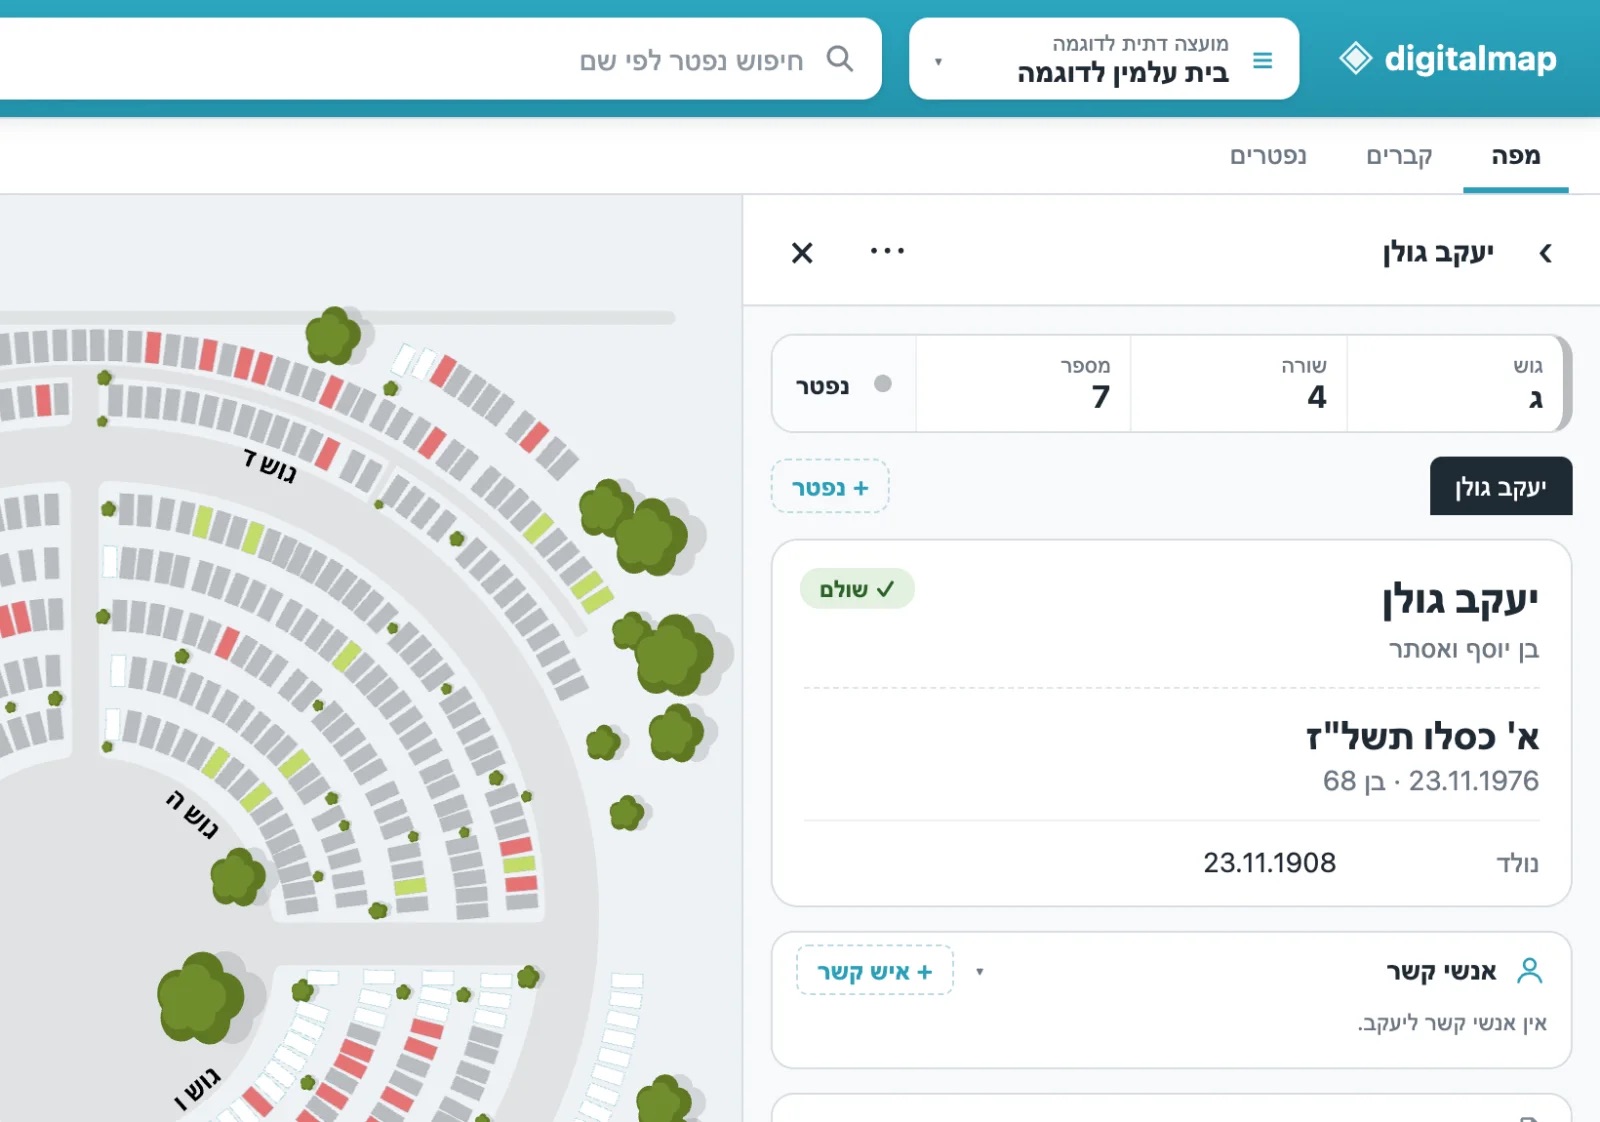 digitalmap
מועצה דתית לדוגמה
בית עלמין לדוגמה
חיפוש נפטר לפי שם
מפה
קברים
נפטרים
יעקב גולן
גוש
ג
שורה
4
מספר
7
נפטר
יעקב גולן
+ נפטר
יעקב גולן
שולם
בן יוסף ואסתר
א' כסלו תשל"ז
23.11.1976 · בן 68
נולד
23.11.1908
אנשי קשר
+ איש קשר
אין אנשי קשר ליעקב.
גוש ד
גוש ה
גוש ו